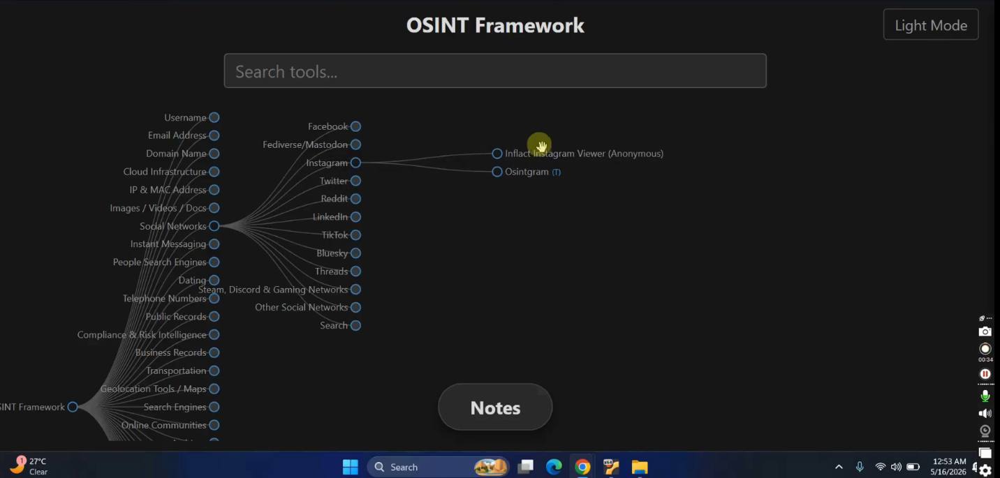 OSINT Framework
Light Mode
Search tools...
Username
Email Address
Domain Name
Cloud Infrastructure
IP & MAC Address
Images / Videos / Docs
Social Networks
Instant Messaging
People Search Engines
Dating
Telephone Numbers
Public Records
Compliance & Risk Intelligence
Business Records
Transportation
Geolocation Tools / Maps
SINT Framework
Search Engines
Online Communities
Facebook
Fediverse/Mastodon
Instagram
Twitter
Reddit
LinkedIn
TikTok
Bluesky
Threads
Steam, Discord & Gaming Networks
Other Social Networks
Search
Inflact Instagram Viewer (Anonymous)
Osintgram (T)
Notes
00:34
1
27°C
Clear
Search
12:53 AM
5/16/2026